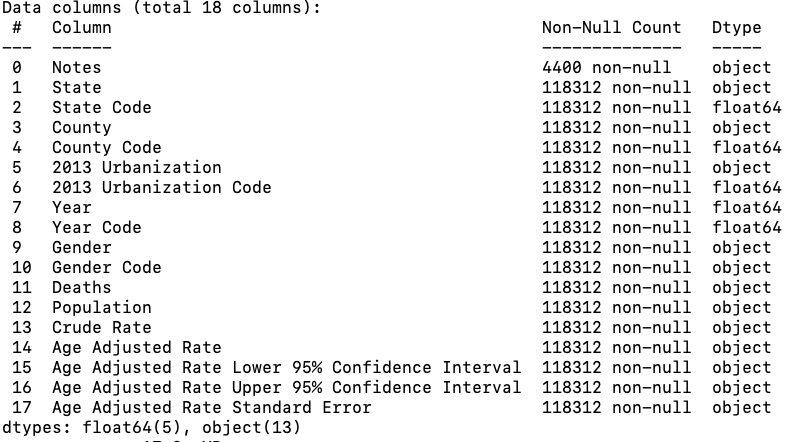 Data columns (total 18 columns):
 #   Column                                           Non-Null Count   Dtype
---  ------                                           --------------   -----
 0   Notes                                            4400 non-null    object
 1   State                                            118312 non-null  object
 2   State Code                                       118312 non-null  float64
 3   County                                           118312 non-null  object
 4   County Code                                      118312 non-null  float64
 5   2013 Urbanization                                118312 non-null  object
 6   2013 Urbanization Code                           118312 non-null  float64
 7   Year                                             118312 non-null  float64
 8   Year Code                                        118312 non-null  float64
 9   Gender                                           118312 non-null  object
 10  Gender Code                                      118312 non-null  object
 11  Deaths                                           118312 non-null  object
 12  Population                                       118312 non-null  object
 13  Crude Rate                                       118312 non-null  object
 14  Age Adjusted Rate                                118312 non-null  object
 15  Age Adjusted Rate Lower 95% Confidence Interval  118312 non-null  object
 16  Age Adjusted Rate Upper 95% Confidence Interval  118312 non-null  object
 17  Age Adjusted Rate Standard Error                 118312 non-null  object
dtypes: float64(5), object(13)